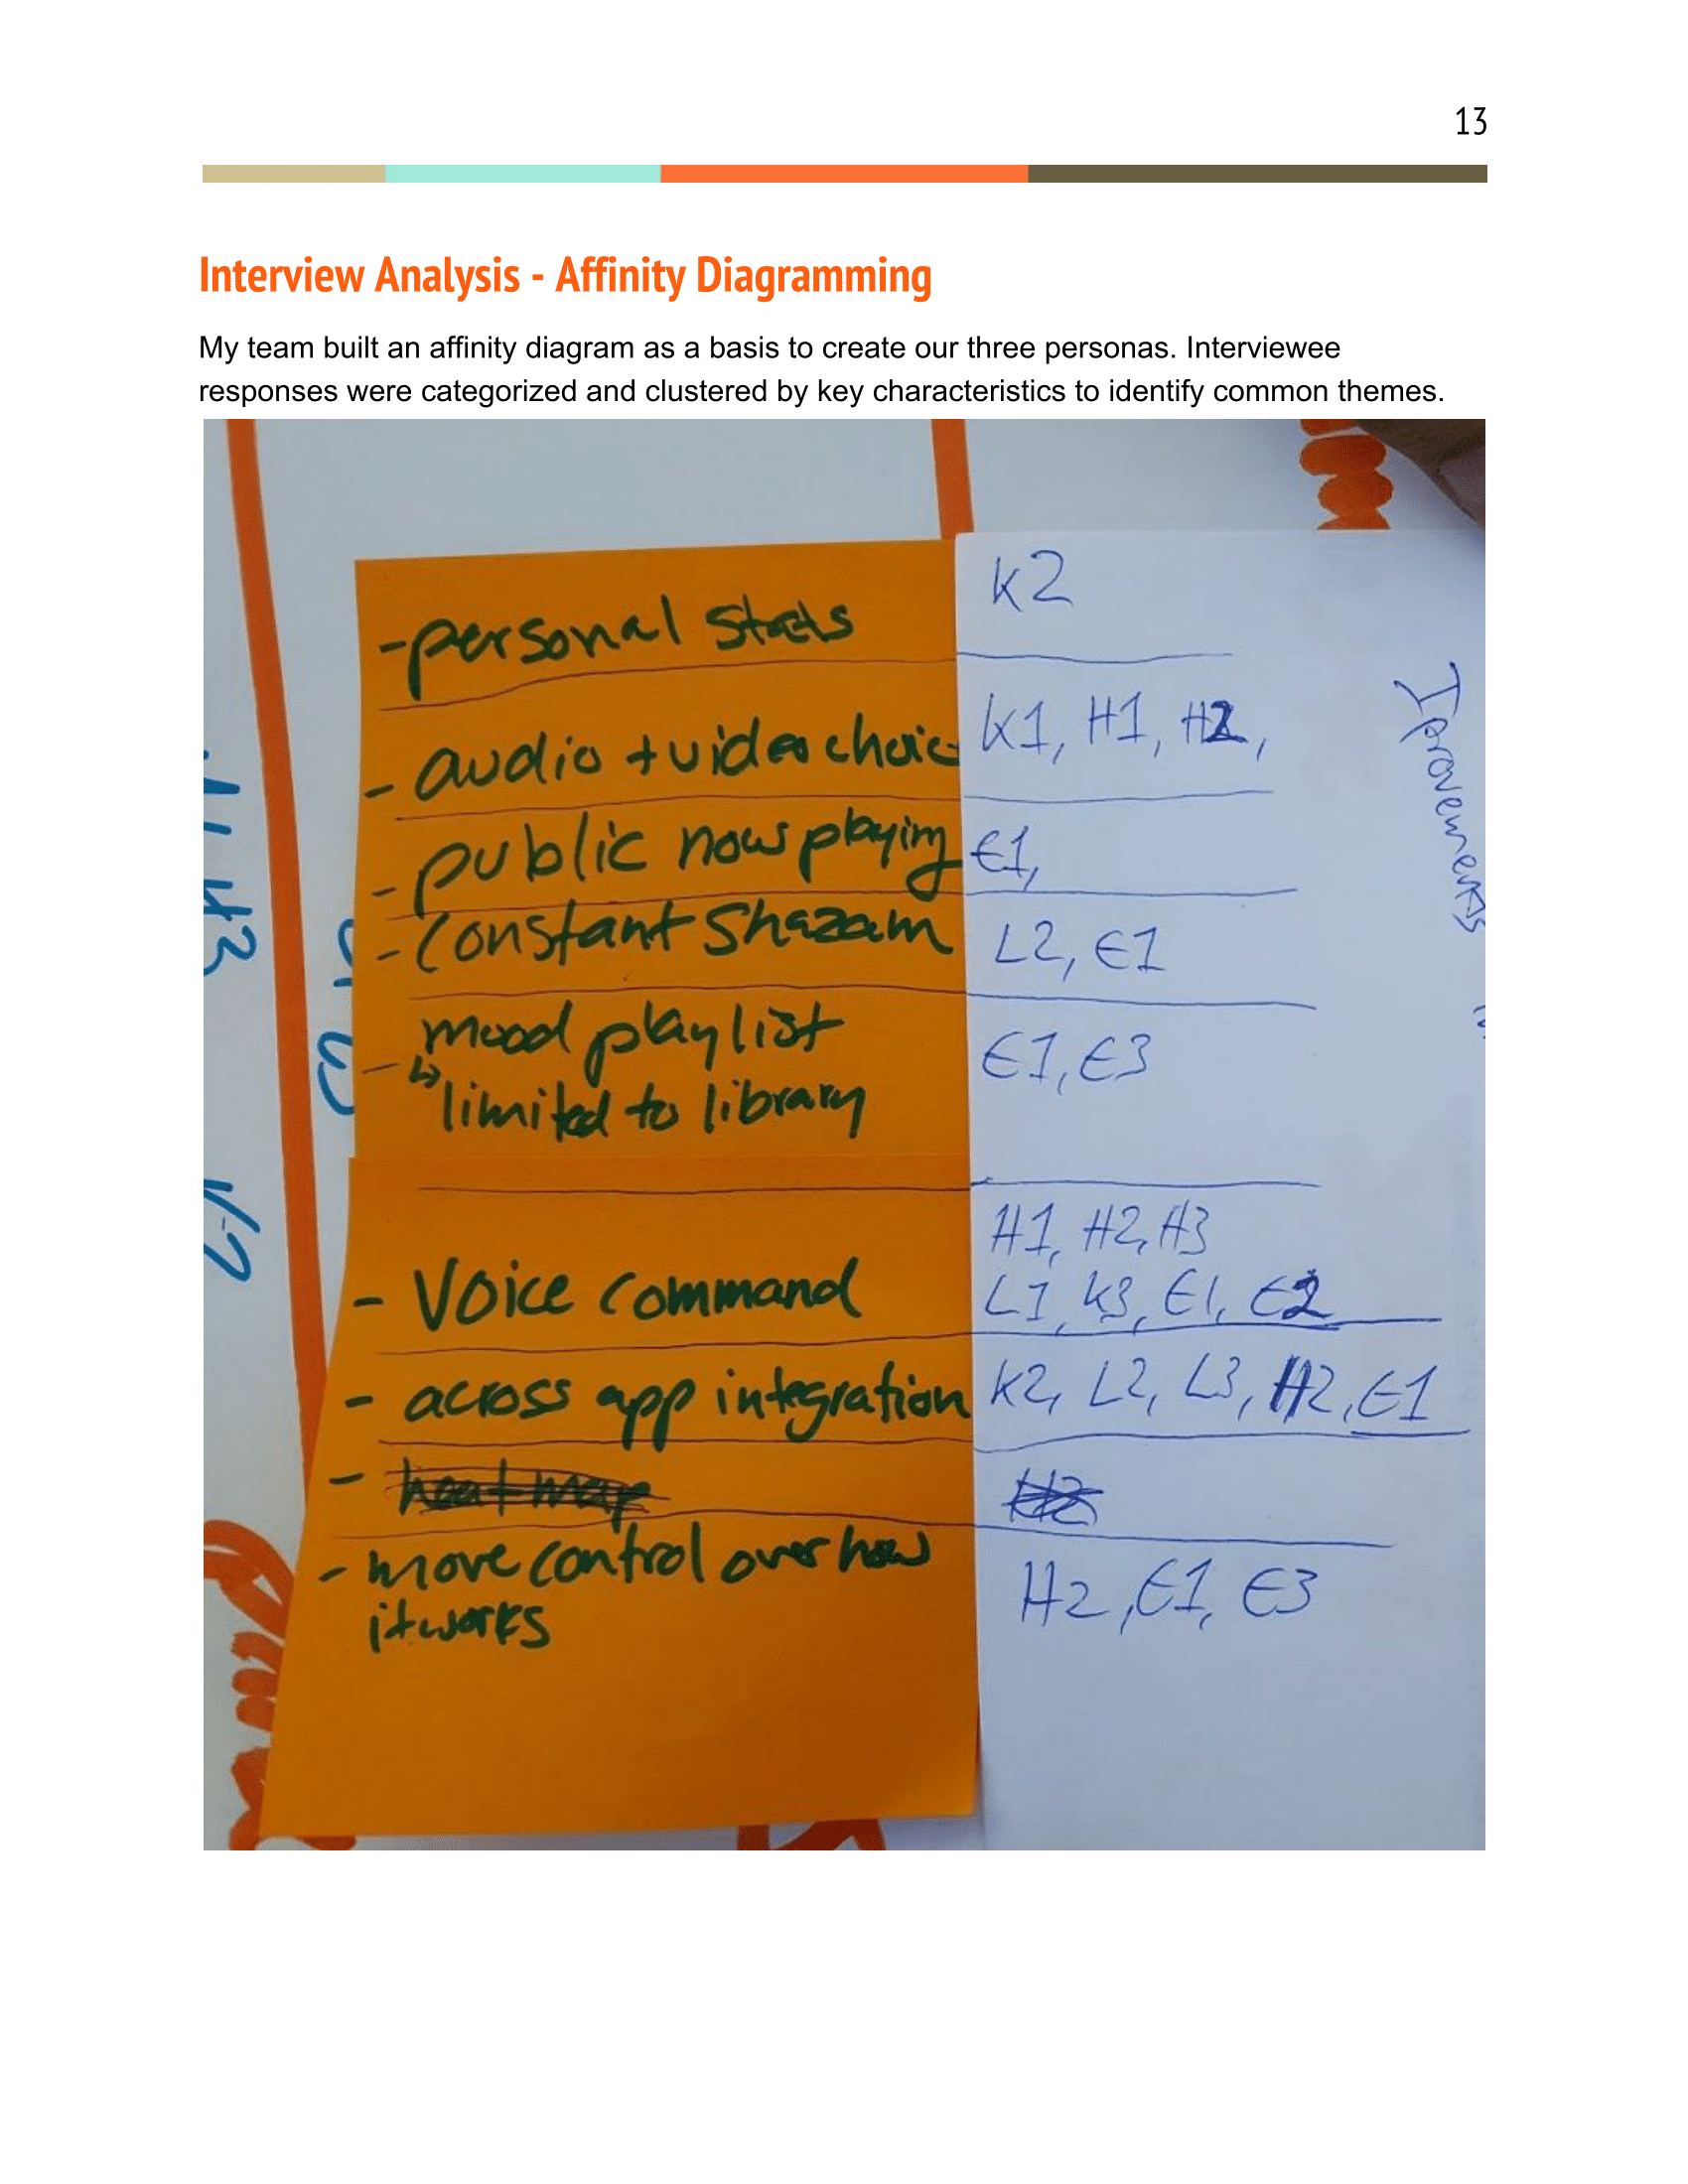 13
Interview Analysis - Affinity Diagramming
My team built an affinity diagram as a basis to create our three personas. Interviewee
responses were categorized and clustered by key characteristics to identify common themes.
- personal stats K2
- audio + video choic K1, H1, H2,
- public now playing E1,
- constant Shazam L2, E1
- mood playlist E1, E3
↳ limited to library
H1, H2, H3
- Voice command L1, K3, E1, E2
- across app integration K2, L2, L3, H2, E1
- heat map H2
- more control over how H2, E1, E3
it works
Iprovements